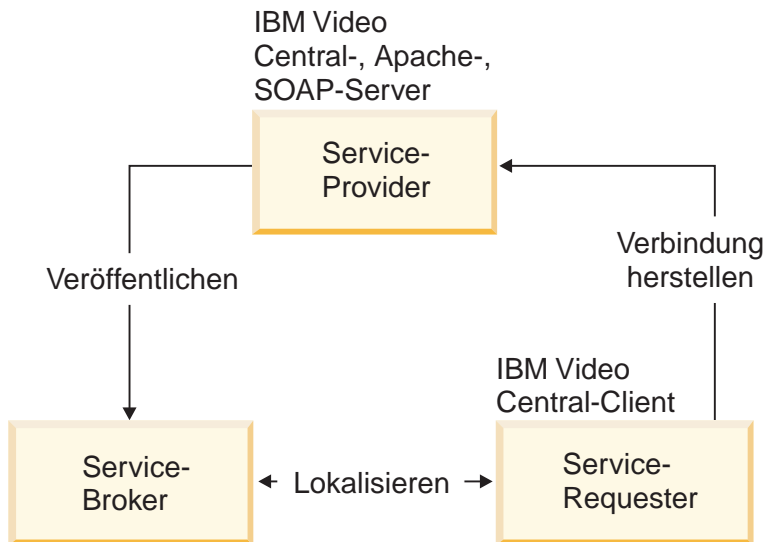 IBM Video
Central-, Apache-,
SOAP-Server
Service-
Provider
Veröffentlichen
Verbindung
herstellen
IBM Video
Central-Client
Service-
Broker
Lokalisieren
Service-
Requester